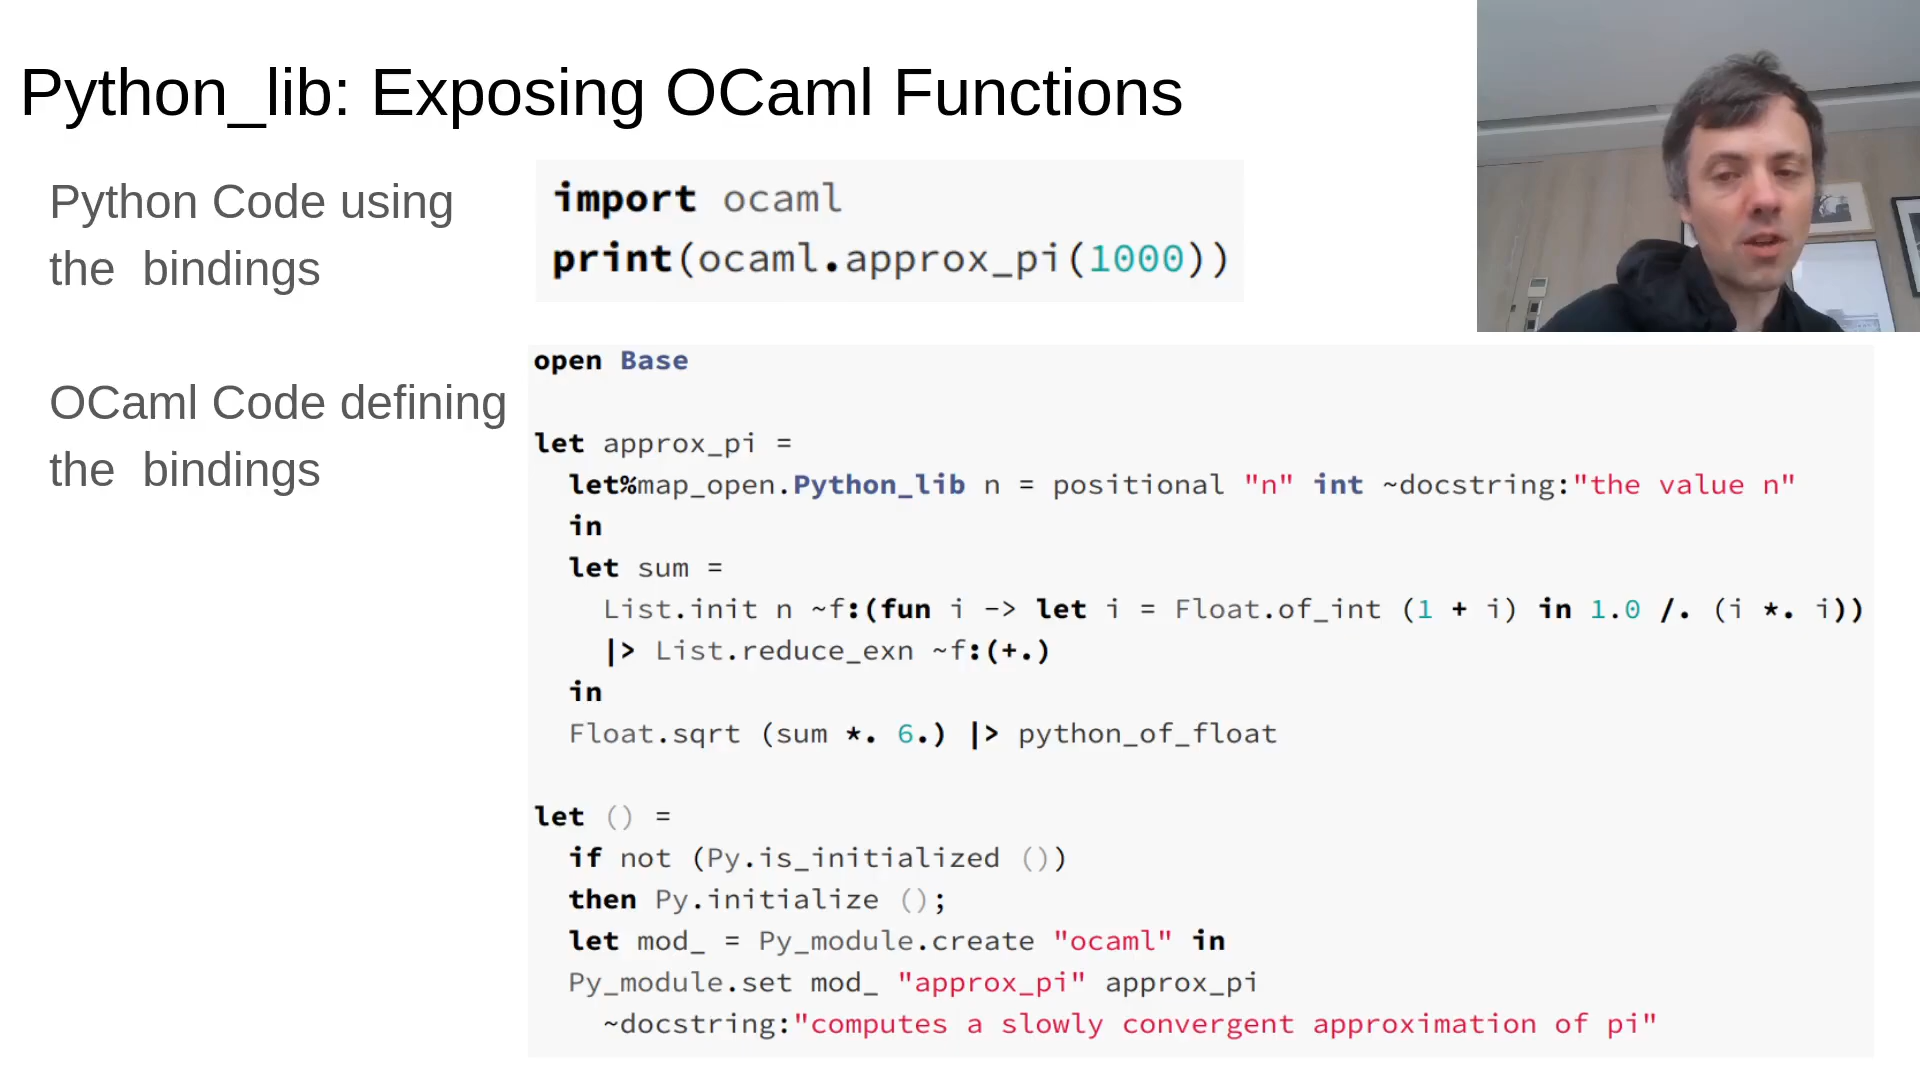 Python_lib: Exposing OCaml Functions
Python Code using
the  bindings
import ocaml
print(ocaml.approx_pi(1000))
OCaml Code defining
the  bindings
open Base
let approx_pi =
  let%map_open.Python_lib n = positional "n" int ~docstring:"the value n"
  in
  let sum =
    List.init n ~f:(fun i -> let i = Float.of_int (1 + i) in 1.0 /. (i *. i))
    |> List.reduce_exn ~f:(+.)
  in
  Float.sqrt (sum *. 6.) |> python_of_float
let () =
  if not (Py.is_initialized ())
  then Py.initialize ();
  let mod_ = Py_module.create "ocaml" in
  Py_module.set mod_ "approx_pi" approx_pi
    ~docstring:"computes a slowly convergent approximation of pi"